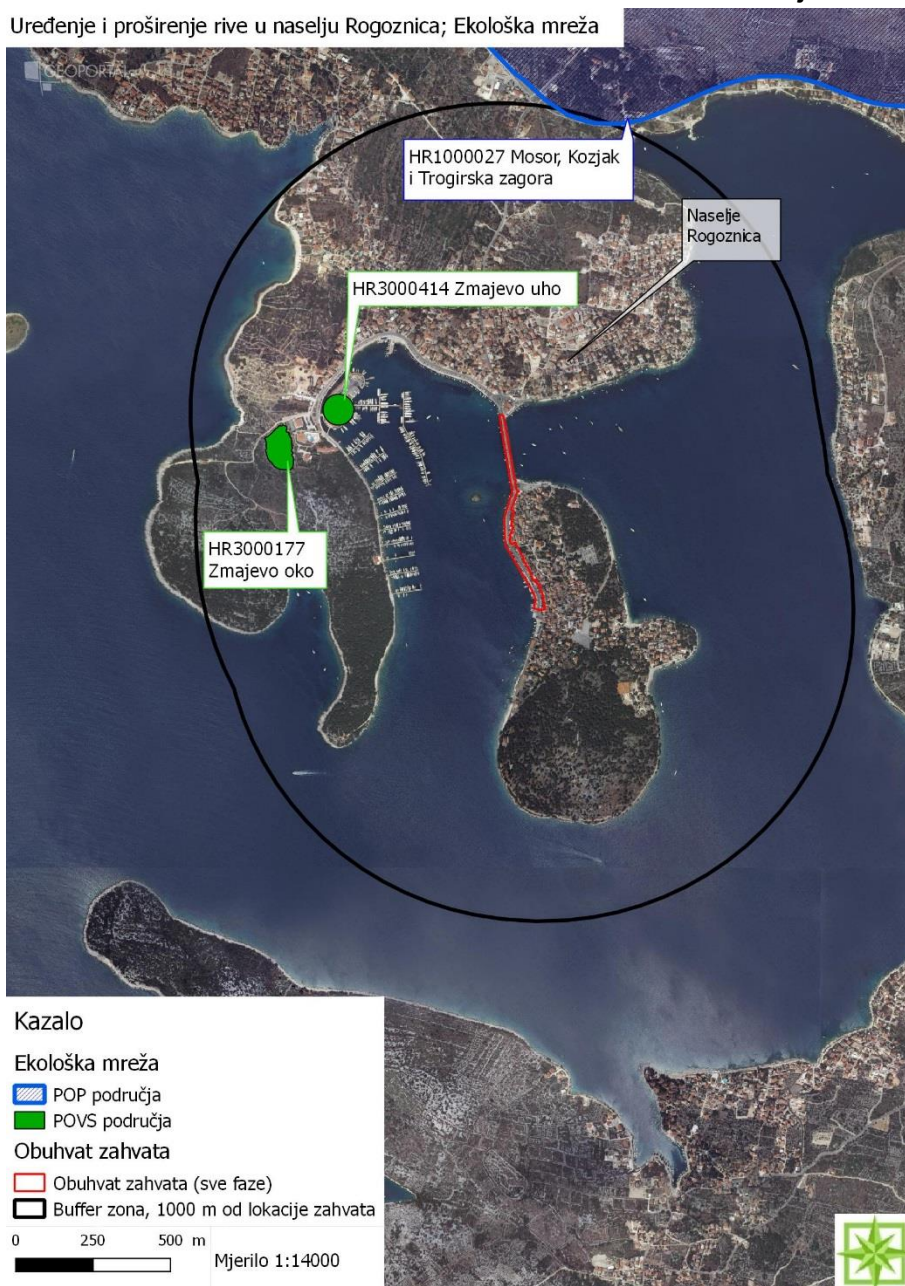 Uređenje i proširenje rive u naselju Rogoznica; Ekološka mreža
GEOPORTAL
HR1000027 Mosor, Kozjak
i Trogirska zagora
Naselje
Rogoznica
HR3000414 Zmajevo uho
HR3000177
Zmajevo oko
Kazalo
Ekološka mreža
POP područja
POVS područja
Obuhvat zahvata
Obuhvat zahvata (sve faze)
Buffer zona, 1000 m od lokacije zahvata
0 250 500 m
Mjerilo 1:14000